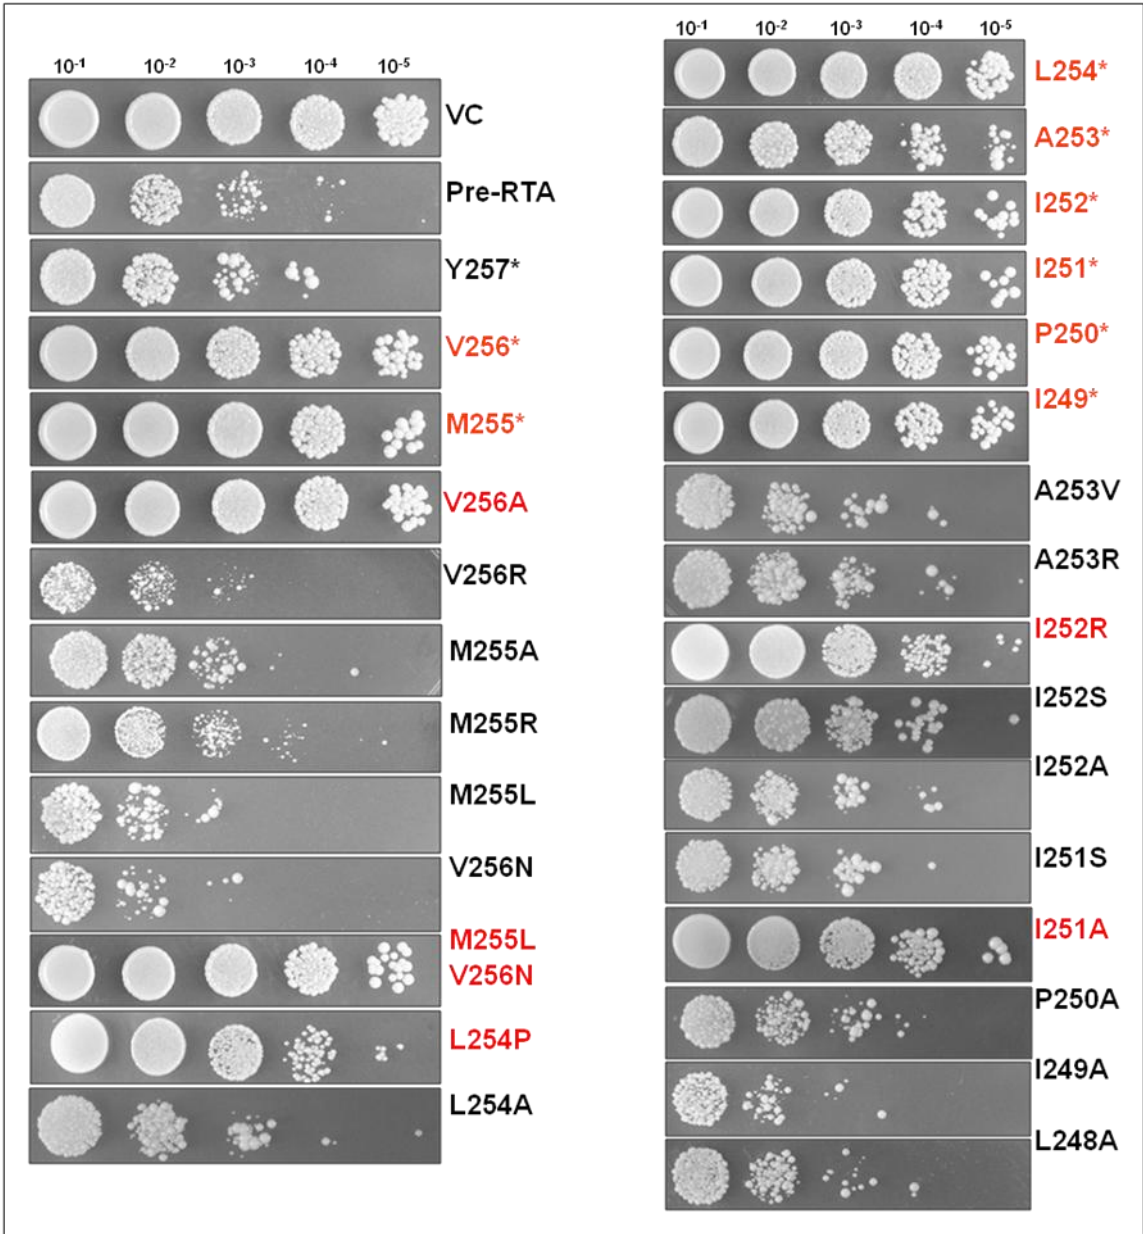 10-1 10-2 10-3 10-4 10-5
VC
Pre-RTA
Y257*
V256*
M255*
V256A
V256R
M255A
M255R
M255L
V256N
M255L
V256N
L254P
L254A
10-1 10-2 10-3 10-4 10-5
L254*
A253*
I252*
I251*
P250*
I249*
A253V
A253R
I252R
I252S
I252A
I251S
I251A
P250A
I249A
L248A